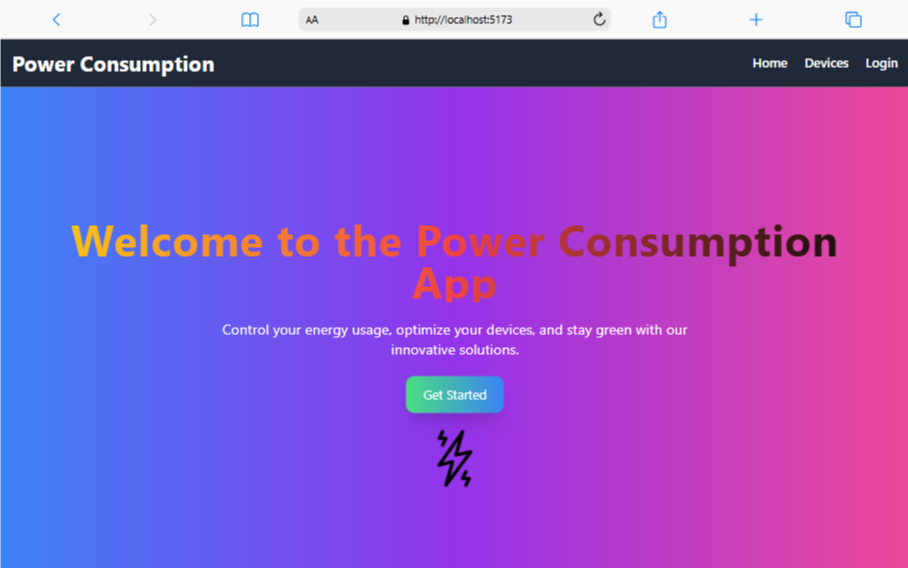 AA http://localhost:5173
Power Consumption Home Devices Login
Welcome to the Power Consumption
App
Control your energy usage, optimize your devices, and stay green with our
innovative solutions.
Get Started